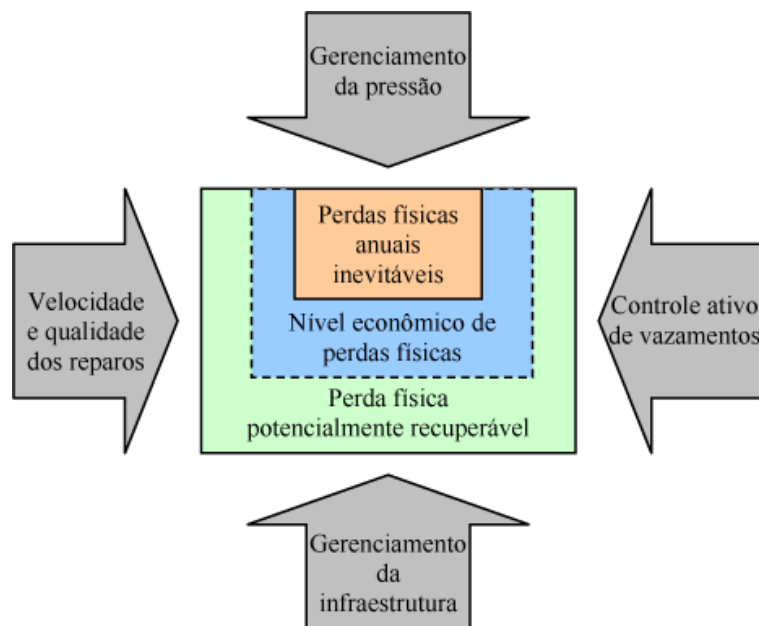 Gerenciamento
da pressão
Perdas físicas
anuais
inevitáveis
Velocidade
e qualidade
dos reparos
Nível econômico de
perdas físicas
Controle ativo
de vazamentos
Perda física
potencialmente recuperável
Gerenciamento
da
infraestrutura